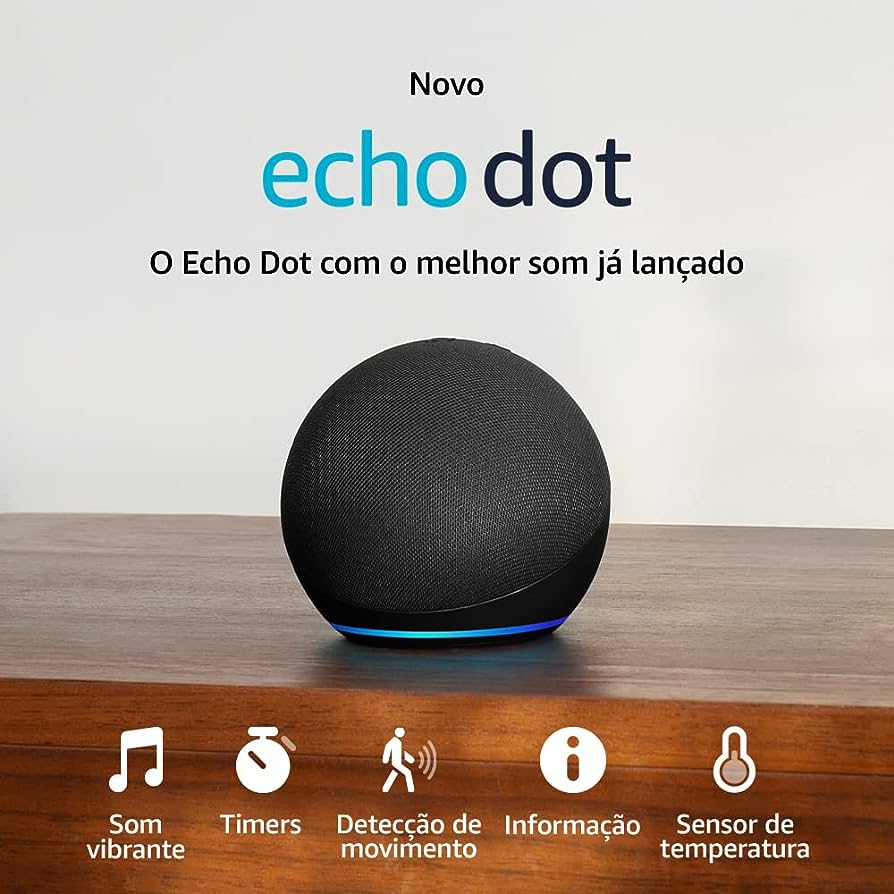 Novo
echo dot
O Echo Dot com o melhor som já lançado
Som
vibrante
Timers
Detecção de
movimento
Informação
Sensor de
temperatura